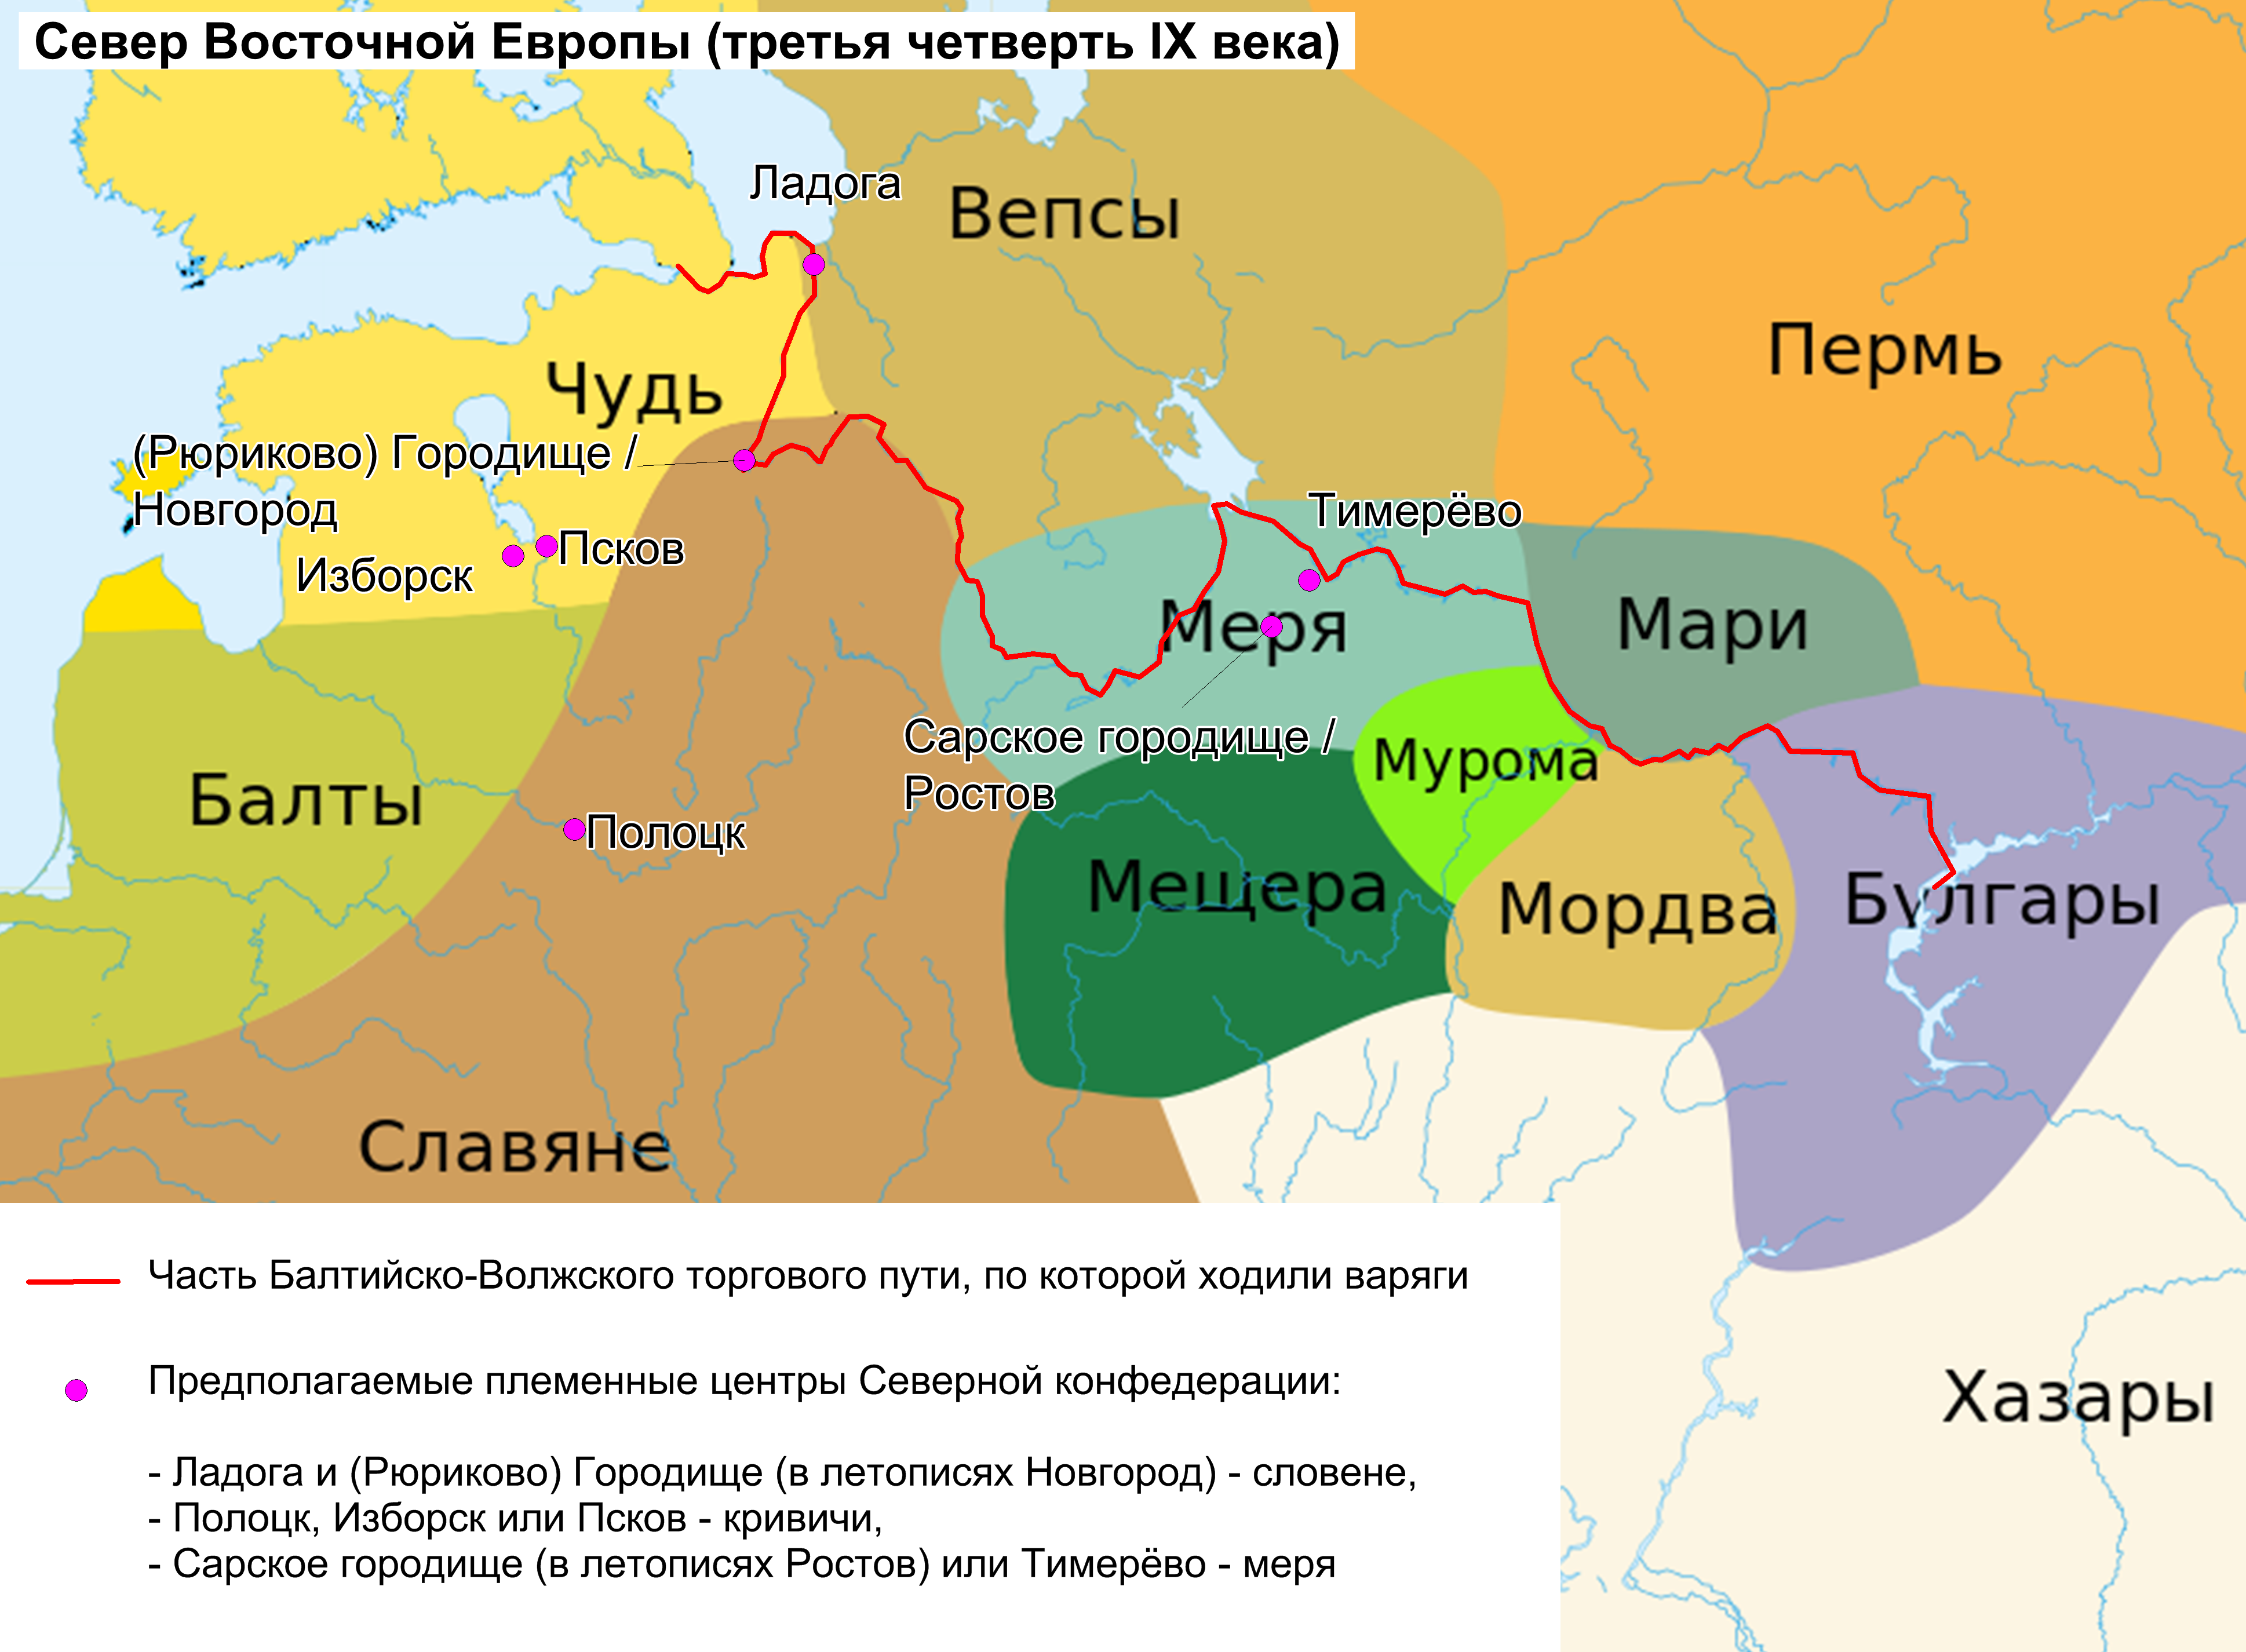 Север Восточной Европы (третья четверть IX века)
Ладога
Вепсы
Пермь
Чудь
(Рюриково) Городище /
Новгород
Тимерёво
Псков
Изборск
Меря
Мари
Сарское городище /
Ростов
Мурома
Балты
Полоцк
Мещера
Мордва
Булгары
Славяне
Хазары
Часть Балтийско-Волжского торгового пути, по которой ходили варяги
Предполагаемые племенные центры Северной конфедерации:
- Ладога и (Рюриково) Городище (в летописях Новгород) - словене,
- Полоцк, Изборск или Псков - кривичи,
- Сарское городище (в летописях Ростов) или Тимерёво - меря